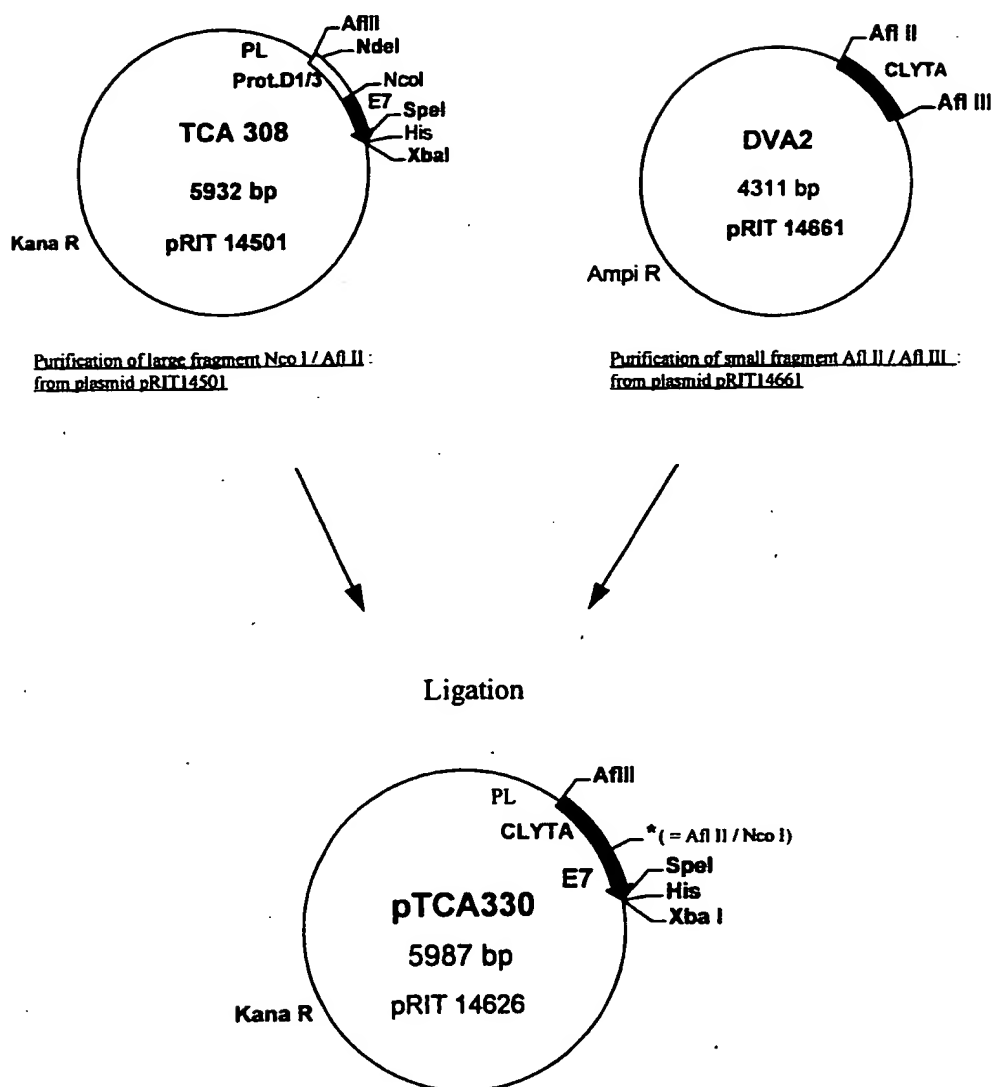 AflII
NdeI
PL
Prot.D1/3
NcoI
E7
SpeI
His
XbaI
TCA 308
5932 bp
pRIT 14501
Kana R
Afl II
CLYTA
Afl III
DVA2
4311 bp
pRIT 14661
Ampi R
Purification of large fragment Nco I / Afl II :
from plasmid pRIT14501
Purification of small fragment Afl II / Afl III :
from plasmid pRIT14661
Ligation
AflII
PL
CLYTA
*( = Afl II / Nco I)
E7
SpeI
His
Xba I
pTCA330
5987 bp
pRIT 14626
Kana R